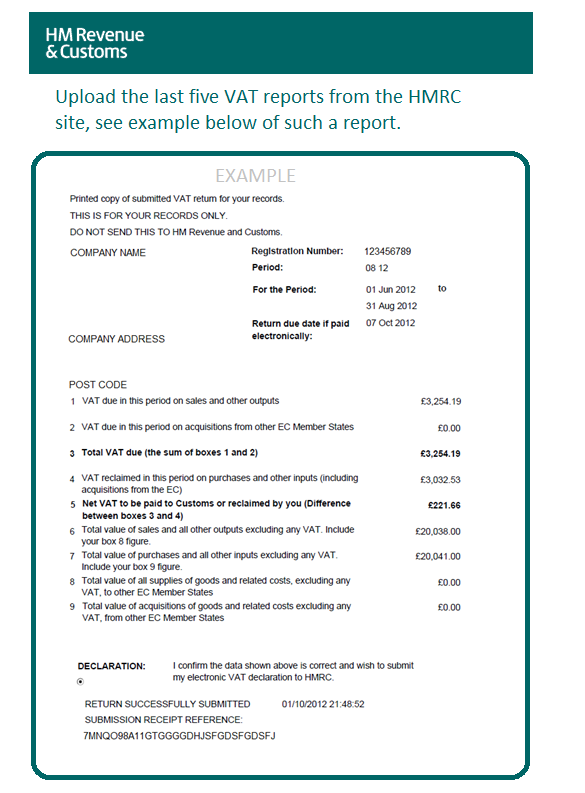 HM Revenue
& Customs
Upload the last five VAT reports from the HMRC
site, see example below of such a report.
EXAMPLE
Printed copy of submitted VAT return for your records.
THIS IS FOR YOUR RECORDS ONLY.
DO NOT SEND THIS TO HM Revenue and Customs.
COMPANY NAME
Registration Number: 123456789
Period: 08 12
For the Period: 01 Jun 2012 to
31 Aug 2012
Return due date if paid 07 Oct 2012
electronically:
COMPANY ADDRESS
POST CODE
1 VAT due in this period on sales and other outputs £3,254.19
2 VAT due in this period on acquisitions from other EC Member States £0.00
3 Total VAT due (the sum of boxes 1 and 2) £3,254.19
4 VAT reclaimed in this period on purchases and other inputs (including £3,032.53
acquisitions from the EC)
5 Net VAT to be paid to Customs or reclaimed by you (Difference £221.66
between boxes 3 and 4)
6 Total value of sales and all other outputs excluding any VAT. Include £20,038.00
your box 8 figure.
7 Total value of purchases and all other inputs excluding any VAT. £20,041.00
Include your box 9 figure.
8 Total value of all supplies of goods and related costs, excluding any £0.00
VAT, to other EC Member States
9 Total value of acquisitions of goods and related costs excluding any £0.00
VAT, from other EC Member States
DECLARATION: I confirm the data shown above is correct and wish to submit
my electronic VAT declaration to HMRC.
RETURN SUCCESSFULLY SUBMITTED 01/10/2012 21:48:52
SUBMISSION RECEIPT REFERENCE:
7MNQO98A11GTGGGGDHJSFGDSFGDSFJ